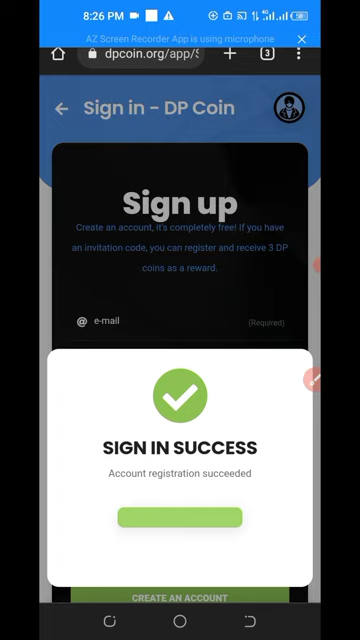 8:26 PM
4G
58
AZ Screen Recorder App is using microphone
dpcoin.org/app/S
3
Sign in - DP Coin
Sign up
Create an account, it's completely free! If you have
an invitation code, you can register and receive 3 DP
coins as a reward.
@ e-mail (Required)
SIGN IN SUCCESS
Account registration succeeded
CREATE AN ACCOUNT